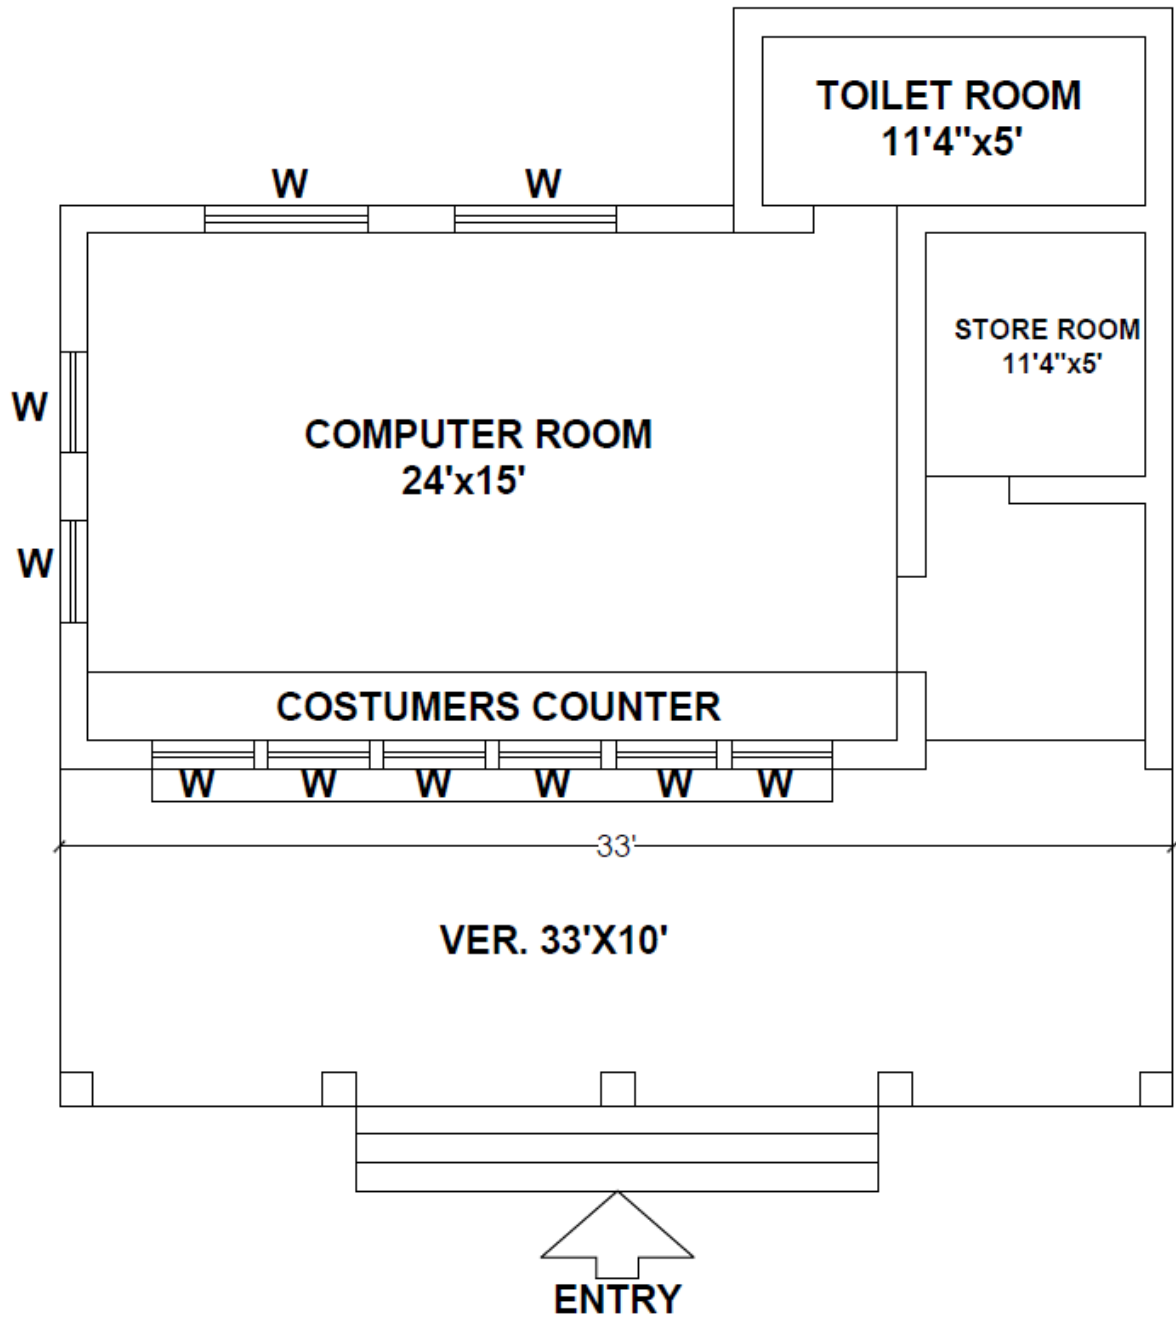 TOILET ROOM
11'4"x5'
W
W
STORE ROOM
11'4"x5'
W
COMPUTER ROOM
24'x15'
W
COSTUMERS COUNTER
W
W
W
W
W
W
33'
VER. 33'X10'
ENTRY